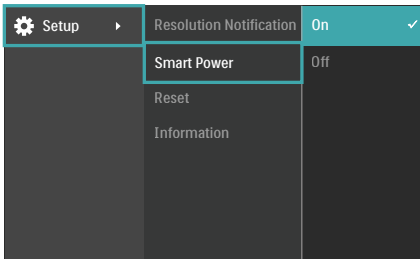 Setup
Resolution Notification
On
Smart Power
Off
Reset
Information